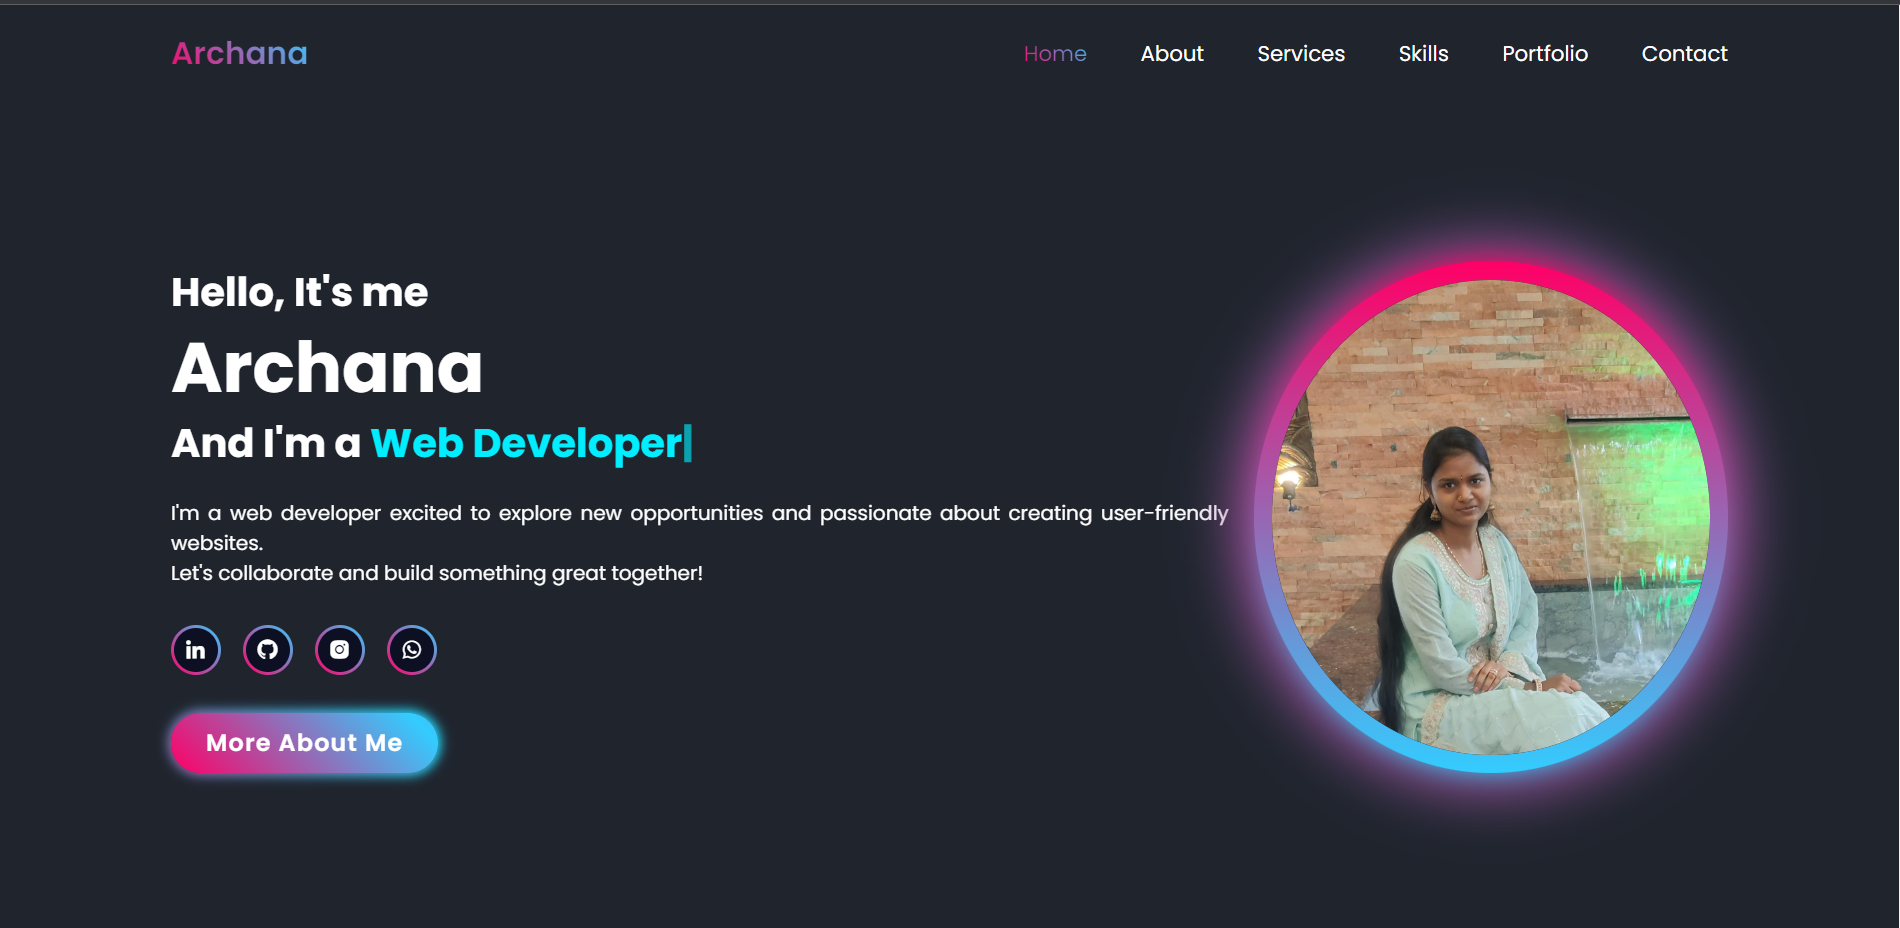 Archana
Home About Services Skills Portfolio Contact
Hello, It's me
Archana
And I'm a Web Developer|
I'm a web developer excited to explore new opportunities and passionate about creating user-friendly
websites.
Let's collaborate and build something great together!
in
More About Me